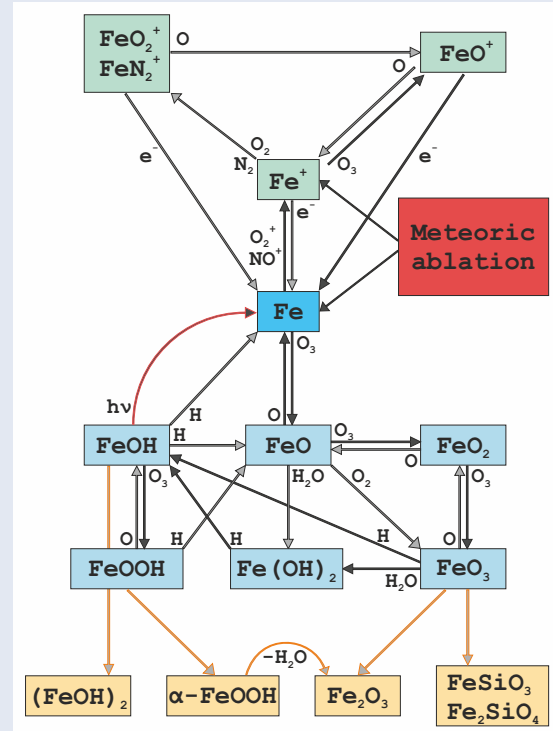 FeO₂⁺
FeN₂⁺
O
FeO⁺
O
O₂
N₂
O₃
e⁻
Fe⁺
e⁻
e⁻
O₂⁺
NO⁺
Meteoric
ablation
Fe
O₃
hν
H
O
FeOH
H
FeO
O₃
O
FeO₂
O₃
H₂O
O₂
O₃
O
H
H
H
O
FeOOH
Fe(OH)₂
H₂O
FeO₃
−H₂O
(FeOH)₂
α−FeOOH
Fe₂O₃
FeSiO₃
Fe₂SiO₄